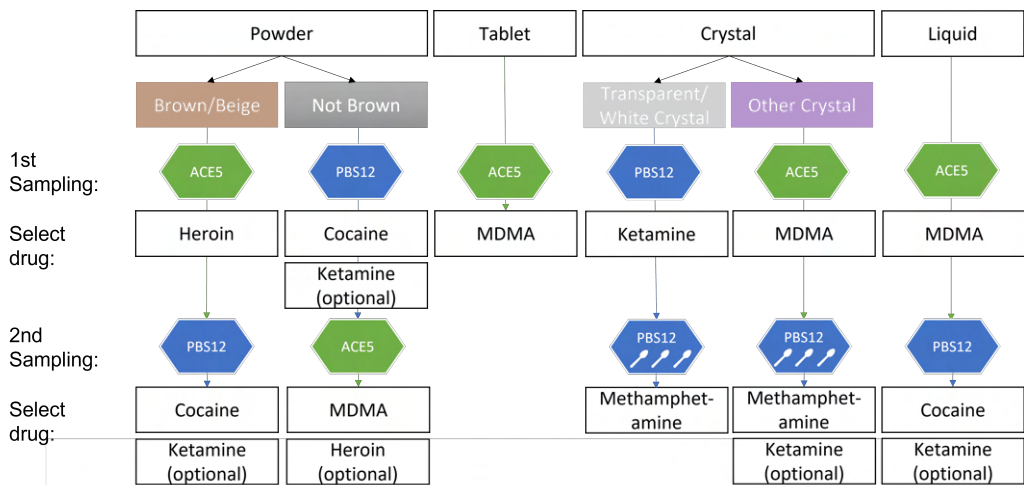 Powder Tablet Crystal Liquid
Brown/Beige Not Brown Transparent/
White Crystal Other Crystal
1st
Sampling:
ACE5 PBS12 ACE5 PBS12 ACE5 ACE5
Select
drug:
Heroin Cocaine MDMA Ketamine MDMA MDMA
Ketamine
(optional)
2nd
Sampling:
PBS12 ACE5 PBS12 PBS12 PBS12
Select
drug:
Cocaine MDMA Methamphet-
amine Methamphet-
amine Cocaine
Ketamine
(optional) Heroin
(optional) Ketamine
(optional) Ketamine
(optional)